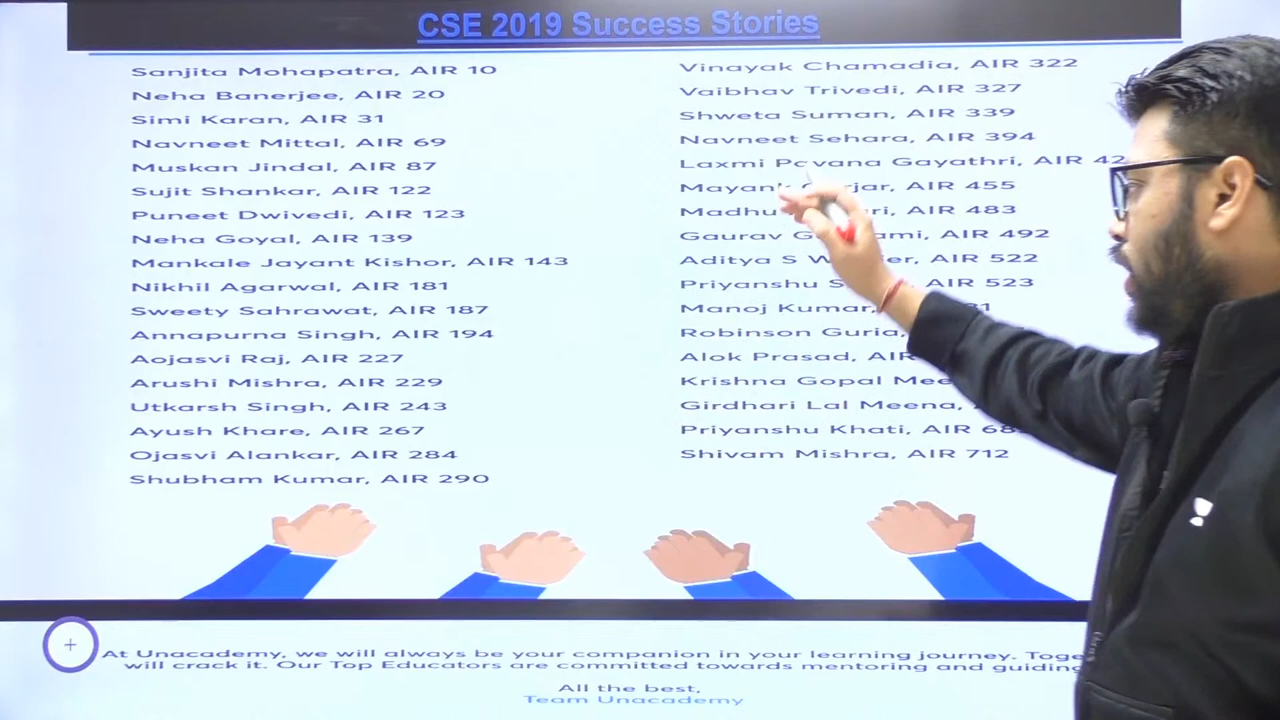 CSE 2019 Success Stories
Sanjita Mohapatra, AIR 10
Neha Banerjee, AIR 20
Simi Karan, AIR 31
Navneet Mittal, AIR 69
Muskan Jindal, AIR 87
Sujit Shankar, AIR 122
Puneet Dwivedi, AIR 123
Neha Goyal, AIR 139
Mankale Jayant Kishor, AIR 143
Nikhil Agarwal, AIR 181
Sweety Sahrawat, AIR 187
Annapurna Singh, AIR 194
Aojasvi Raj, AIR 227
Arushi Mishra, AIR 229
Utkarsh Singh, AIR 243
Ayush Khare, AIR 267
Ojasvi Alankar, AIR 284
Shubham Kumar, AIR 290
Vinayak Chamadia, AIR 322
Vaibhav Trivedi, AIR 327
Shweta Suman, AIR 339
Navneet Sehara, AIR 394
Laxmi Pavana Gayathri, AIR
Mayank AIR 455
AIR 483
Gaurav AIR 492
Aditya S AIR 522
Priyanshu AIR 523
Manoj Kumar,
Robinson Guria,
Alok Prasad, AIR
Krishna Gopal
Girdhari Lal Meena,
Priyanshu Khati, AIR
Shivam Mishra, AIR 712
+
At Unacademy, we will always be your companion in your learning journey.
will crack it. Our Top Educators are committed towards mentoring and guiding
All the best,
Team Unacademy